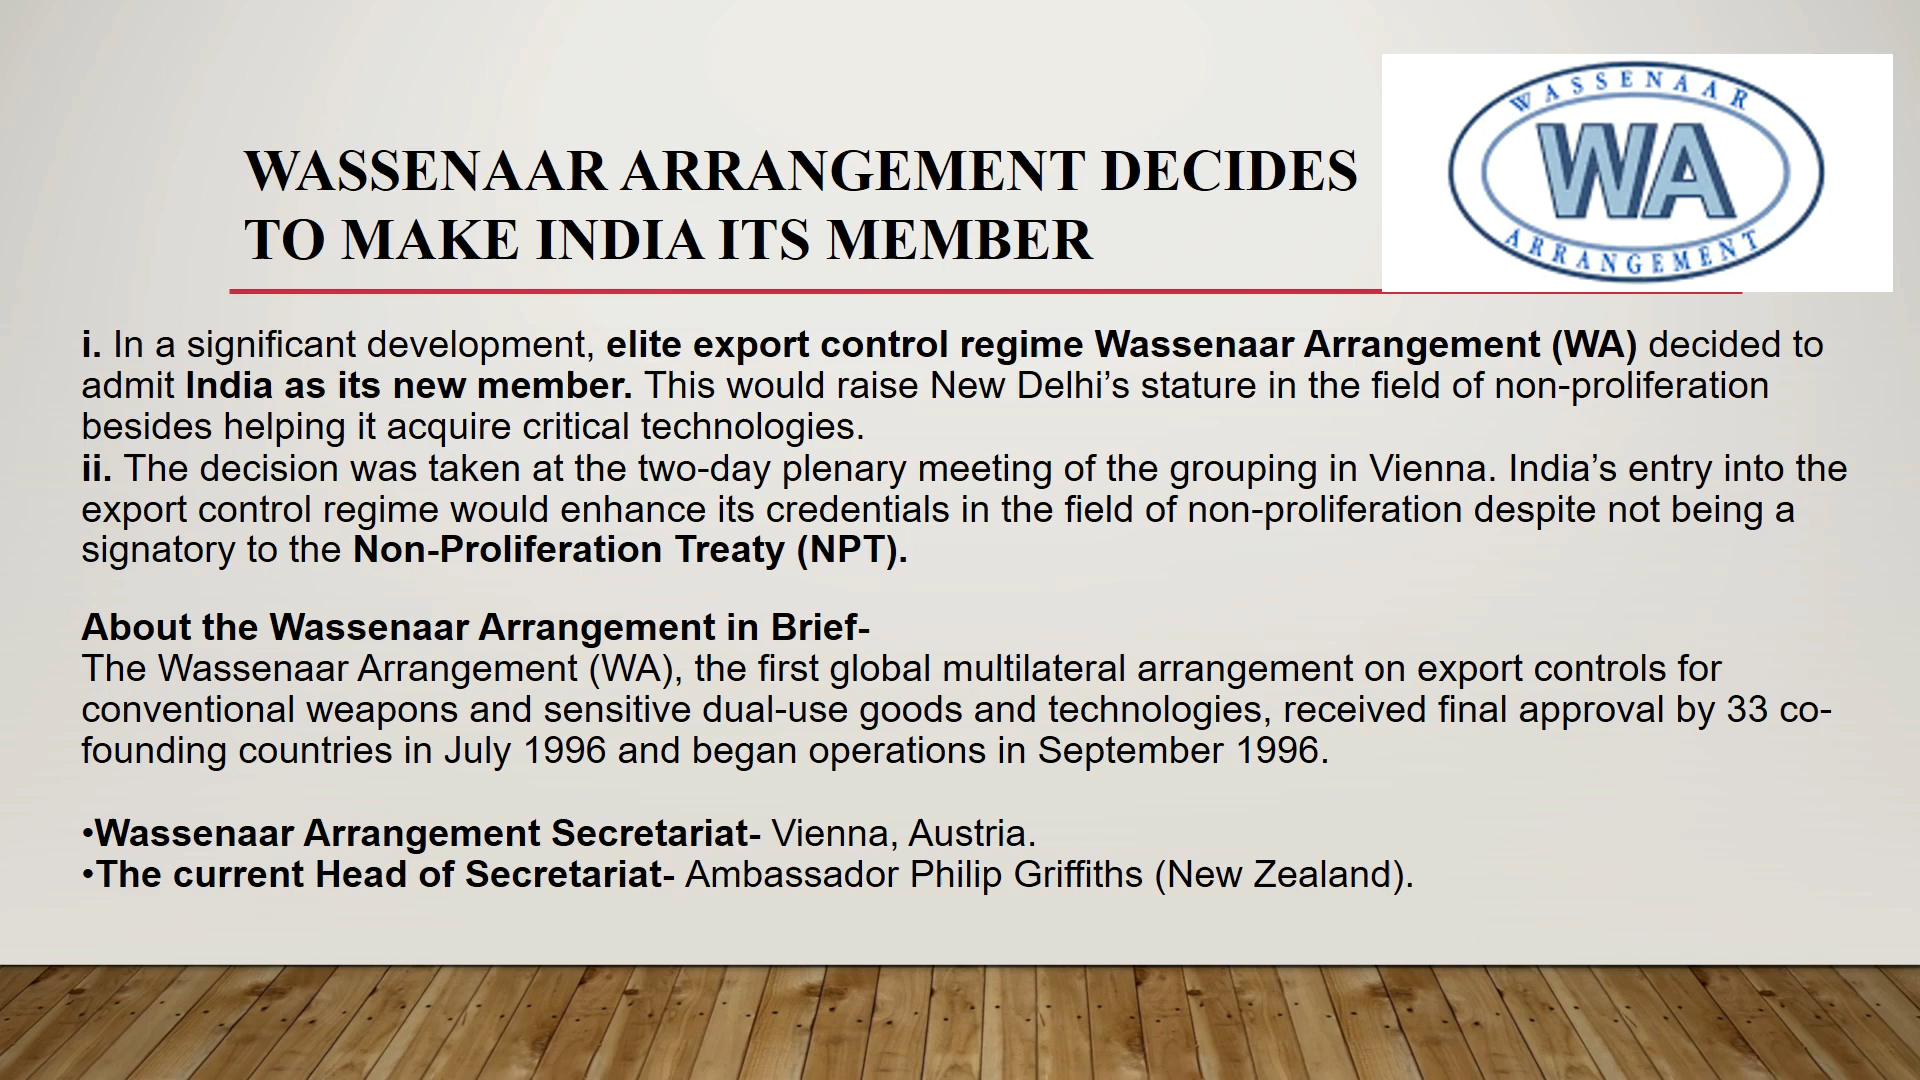 WASSENAAR ARRANGEMENT DECIDES
TO MAKE INDIA ITS MEMBER
WASSENAAR
WA
ARRANGEMENT
i. In a significant development, elite export control regime Wassenaar Arrangement (WA) decided to
admit India as its new member. This would raise New Delhi’s stature in the field of non-proliferation
besides helping it acquire critical technologies.
ii. The decision was taken at the two-day plenary meeting of the grouping in Vienna. India’s entry into the
export control regime would enhance its credentials in the field of non-proliferation despite not being a
signatory to the Non-Proliferation Treaty (NPT).
About the Wassenaar Arrangement in Brief-
The Wassenaar Arrangement (WA), the first global multilateral arrangement on export controls for
conventional weapons and sensitive dual-use goods and technologies, received final approval by 33 co-
founding countries in July 1996 and began operations in September 1996.
•Wassenaar Arrangement Secretariat- Vienna, Austria.
•The current Head of Secretariat- Ambassador Philip Griffiths (New Zealand).